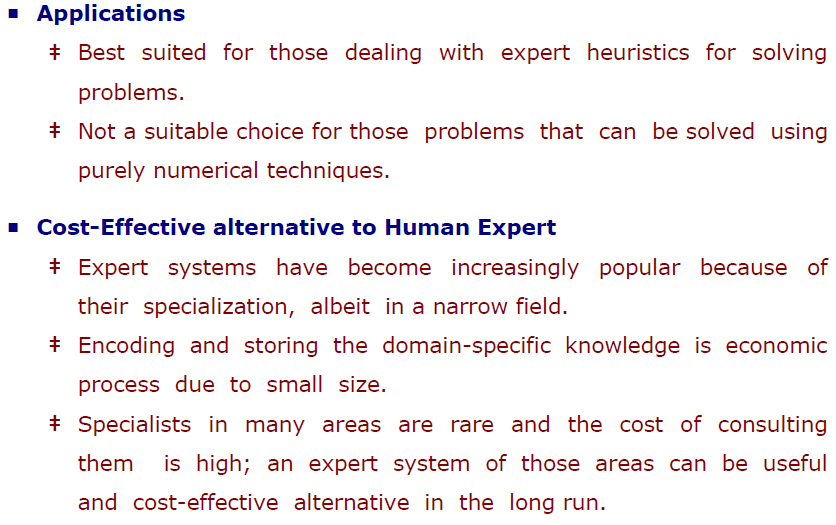 ▪ Applications
‡ Best suited for those dealing with expert heuristics for solving
problems.
‡ Not a suitable choice for those problems that can be solved using
purely numerical techniques.
▪ Cost-Effective alternative to Human Expert
‡ Expert systems have become increasingly popular because of
their specialization, albeit in a narrow field.
‡ Encoding and storing the domain-specific knowledge is economic
process due to small size.
‡ Specialists in many areas are rare and the cost of consulting
them is high; an expert system of those areas can be useful
and cost-effective alternative in the long run.